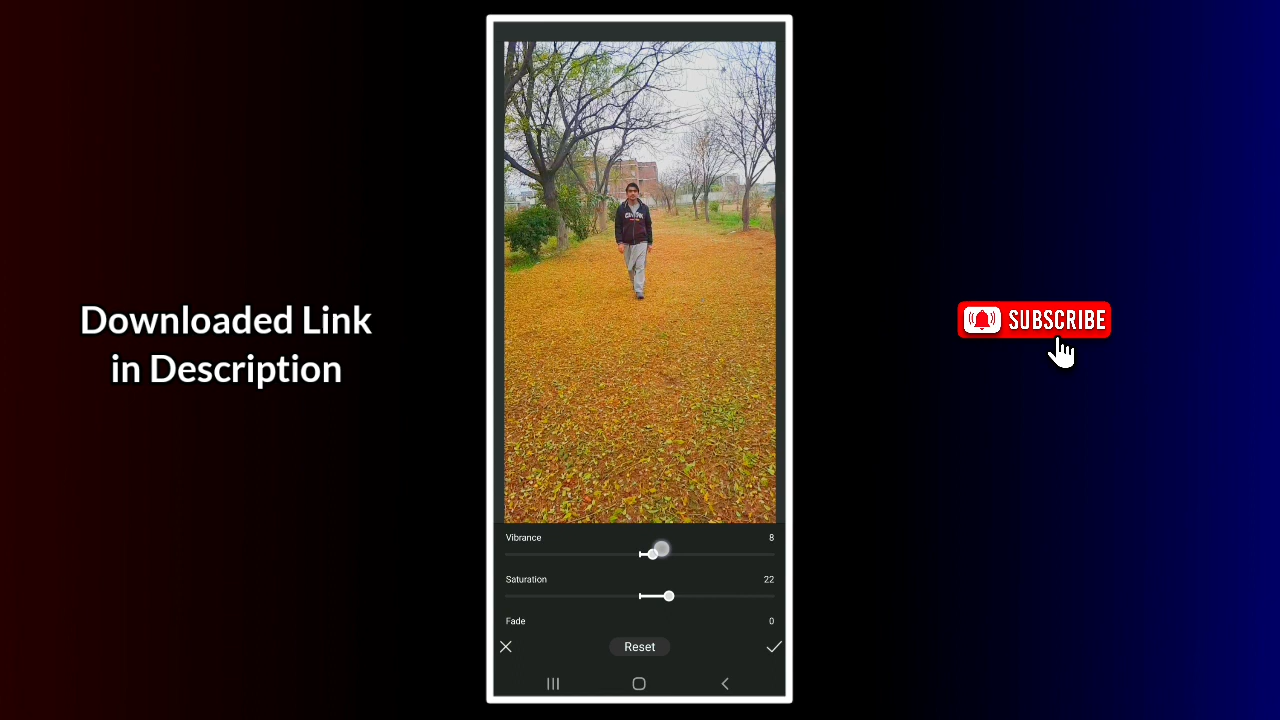 Downloaded Link
in Description
SUBSCRIBE
Vibrance 8
Saturation 22
Fade 0
Reset